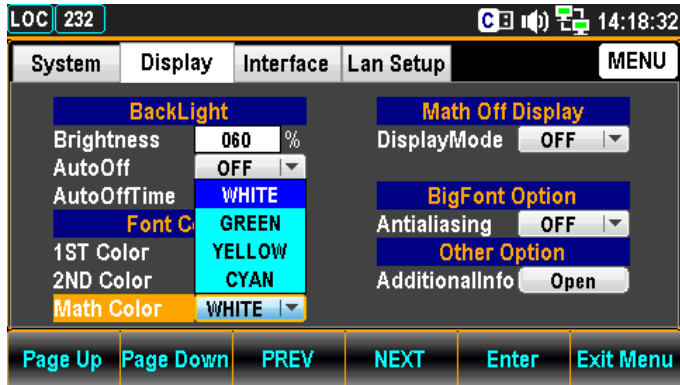 LOC 232 C 14:18:32
System Display Interface Lan Setup MENU
BackLight
Brightness 060 %
AutoOff OFF
AutoOffTime
Font C
1ST Color
2ND Color
Math Color WHITE
WHITE
GREEN
YELLOW
CYAN
Math Off Display
DisplayMode OFF
BigFont Option
Antialiasing OFF
Other Option
AdditionalInfo Open
Page Up Page Down PREV NEXT Enter Exit Menu